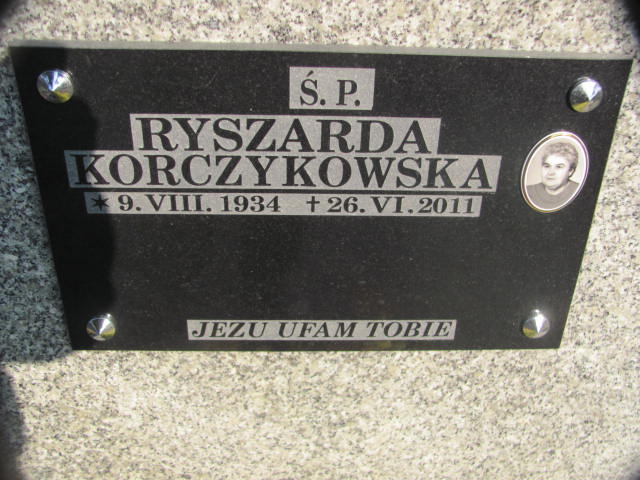 Ś. P.
RYSZARDA
KORCZYKOWSKA
✶ 9. VIII. 1934 † 26. VI. 2011
JEZU UFAM TOBIE